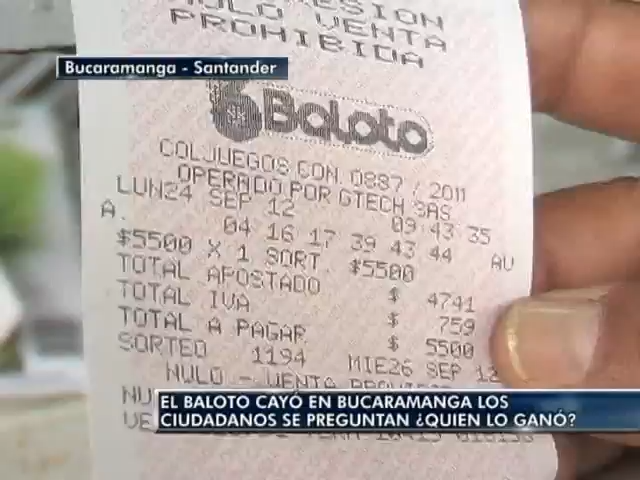 SOLO VENTA
PROHIBIDA
Bucaramanga - Santander
Baloto
COLJUEGOS CON. 0887 / 2011
OPERADO POR GTECH SAS
LUN24 SEP 12 09:43:35
A. 04 16 17 39 43 44 AU
$5500 X 1 SORT. $5500
TOTAL APOSTADO $ 4741
TOTAL IVA $ 759
TOTAL A PAGAR $ 5500
SORTEO 1194 MIE26 SEP 12
NULO - VENTA
NU
EL BALOTO CAYÓ EN BUCARAMANGA LOS
CIUDADANOS SE PREGUNTAN ¿QUIEN LO GANÓ?
VE